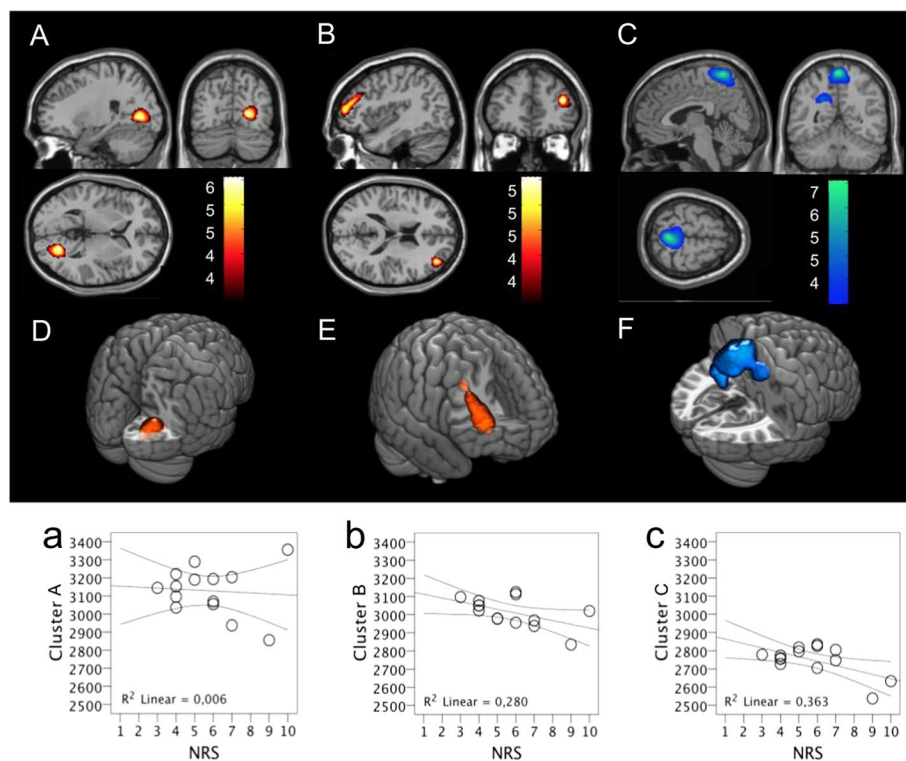 A B C
6
5
5
4
4
5
5
4
4
7
6
5
4
D E F
a
3400
3300
3200
3100
3000
2900
2800
2700
2600
2500
Cluster A
R² Linear = 0,006
1 2 3 4 5 6 7 8 9 10
NRS
b
3400
3300
3200
3100
3000
2900
2800
2700
2600
2500
Cluster B
R² Linear = 0,280
1 2 3 4 5 6 7 8 9 10
NRS
c
3400
3300
3200
3100
3000
2900
2800
2700
2600
2500
Cluster C
R² Linear = 0,363
1 2 3 4 5 6 7 8 9 10
NRS